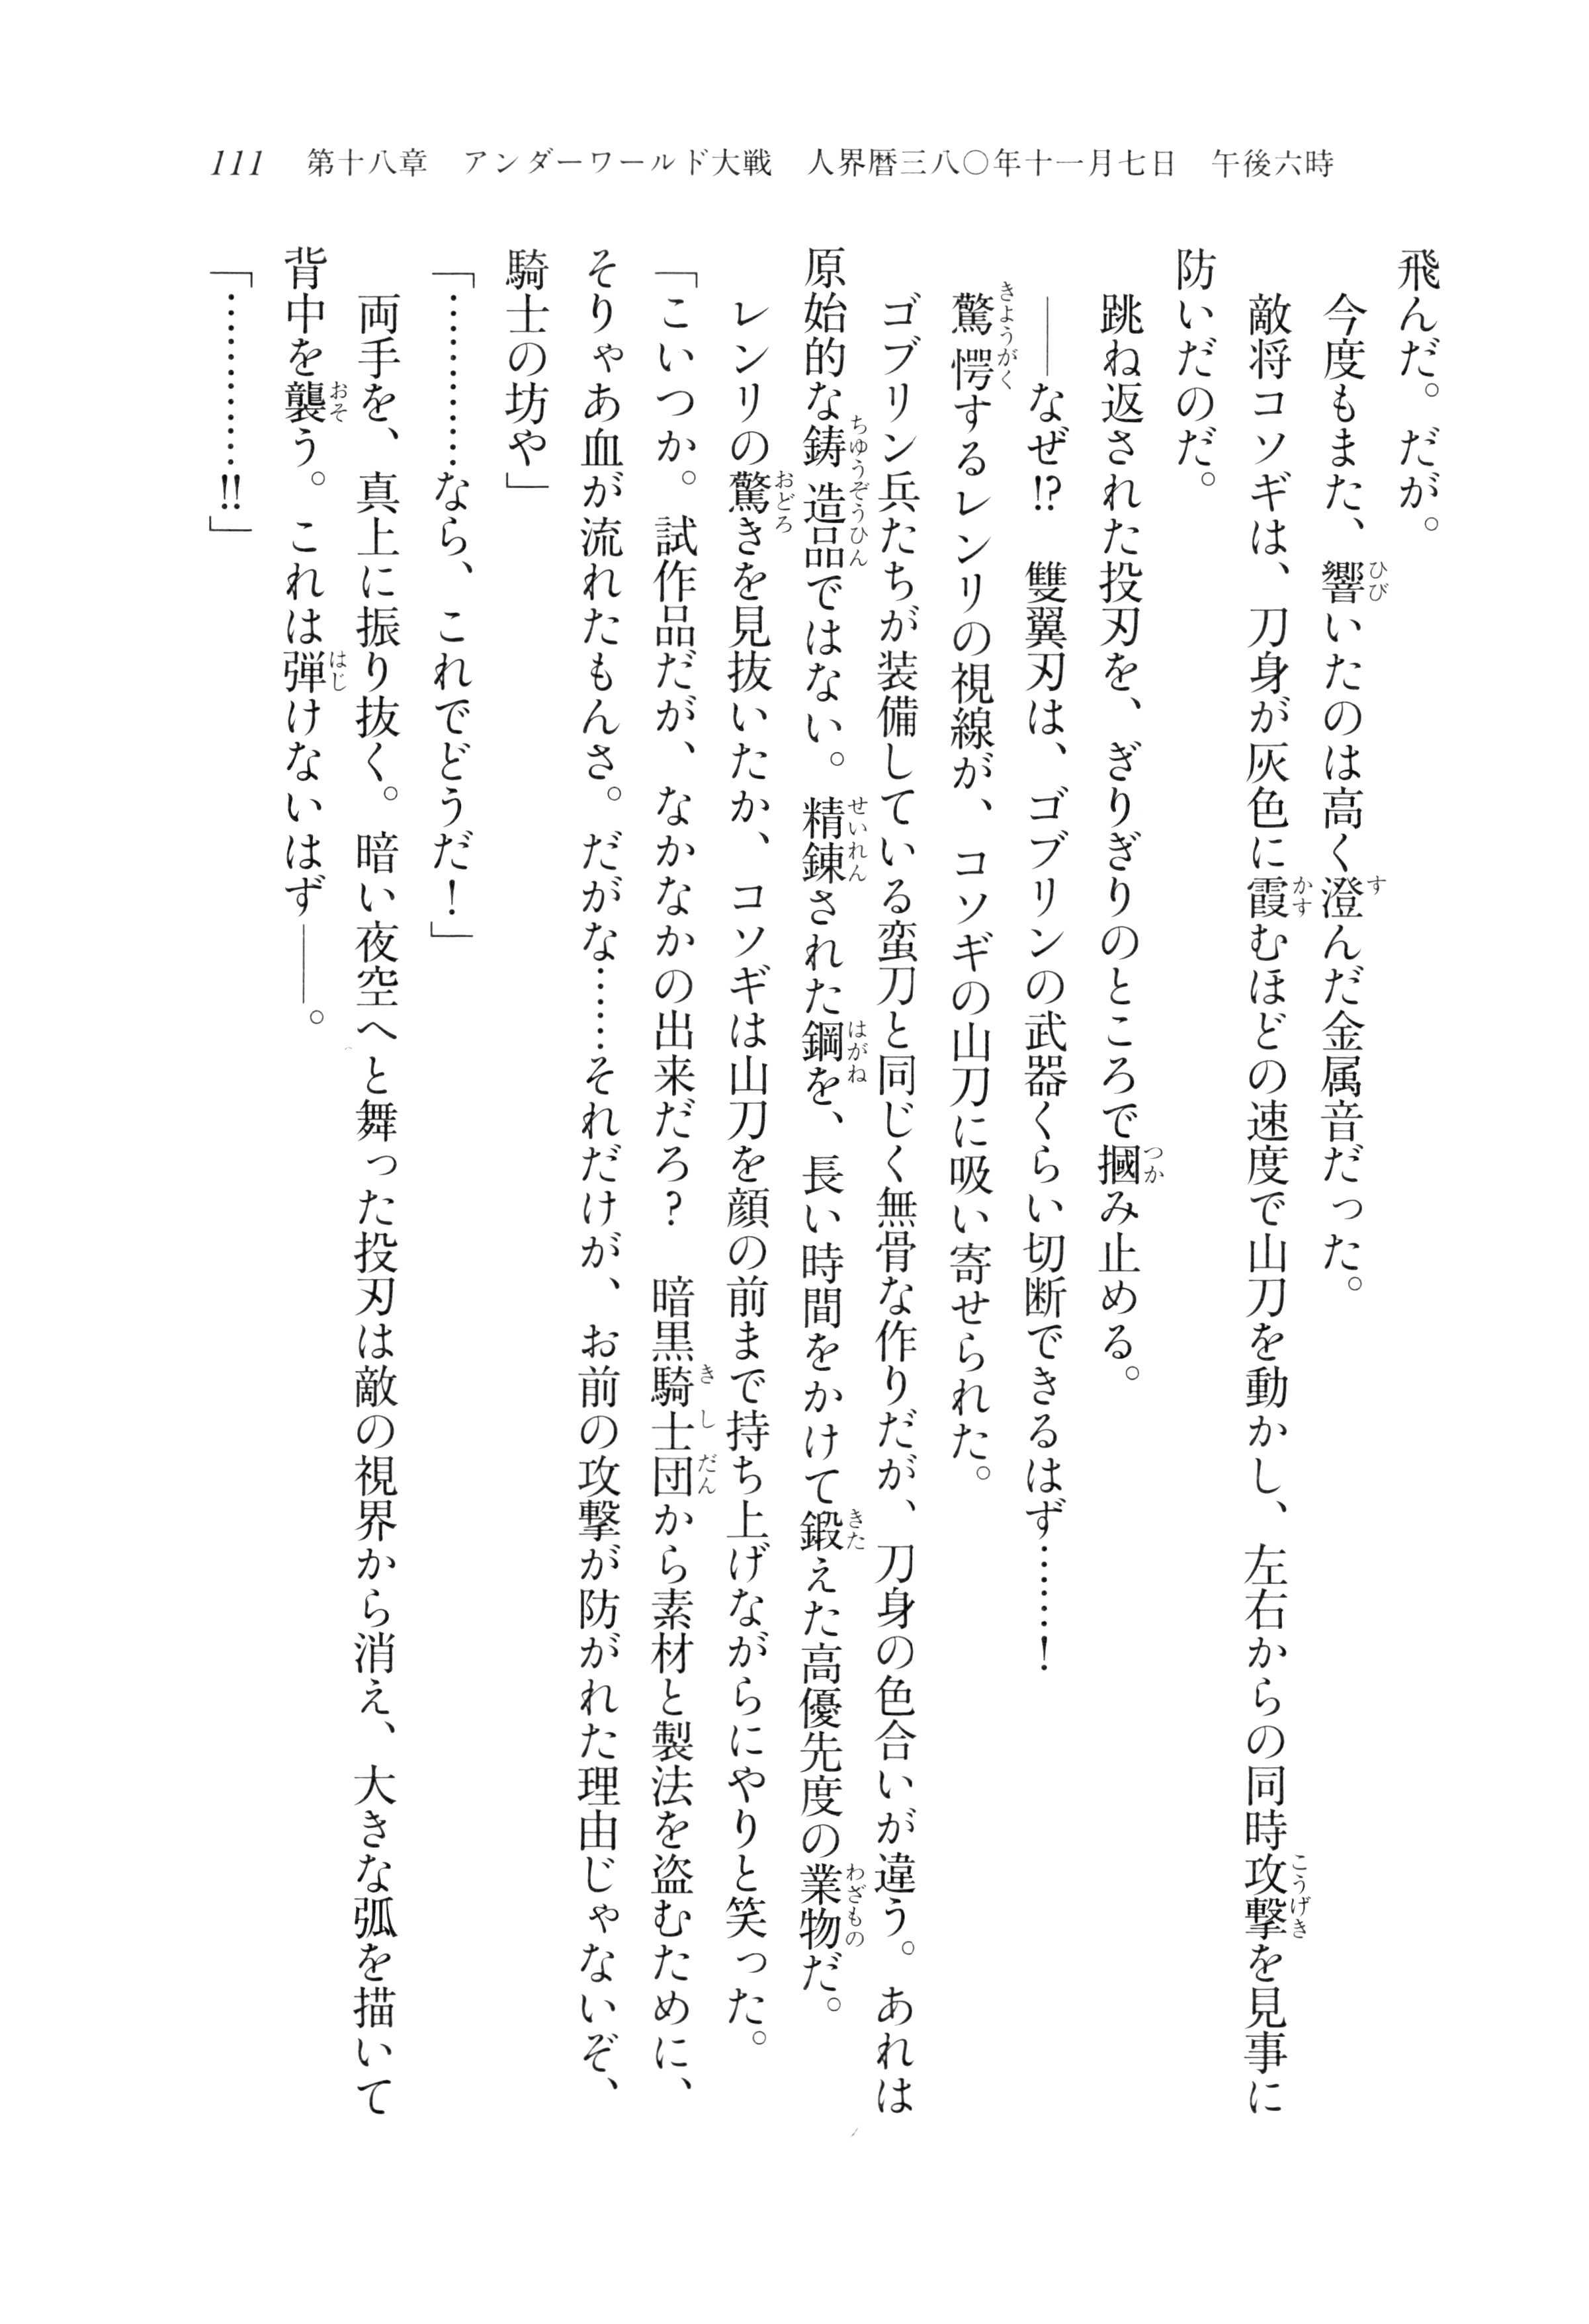 111　第十八章　アンダーワールド大戦　人界暦三八〇年十一月七日　午後六時
飛んだ。だが。
　今度もまた、響いたのは高く澄んだ金属音だった。
　敵将コソギは、刀身が灰色に霞むほどの速度で山刀を動かし、左右からの同時攻撃を見事に
防いだのだ。
　跳ね返された投刃を、ぎりぎりのところで摑み止める。
　――なぜ!?　雙翼刃は、ゴブリンの武器くらい切断できるはず……！
　驚愕するレンリの視線が、コソギの山刀に吸い寄せられた。
　ゴブリン兵たちが装備している蛮刀と同じく無骨な作りだが、刀身の色合いが違う。あれは
原始的な鋳造品ではない。精錬された鋼を、長い時間をかけて鍛えた高優先度の業物だ。
　レンリの驚きを見抜いたか、コソギは山刀を顔の前まで持ち上げながらにやりと笑った。
「こいつか。試作品だが、なかなかの出来だろ？　暗黒騎士団から素材と製法を盗むために、
そりゃあ血が流れたもんさ。だがな……それだけが、お前の攻撃が防がれた理由じゃないぞ、
騎士の坊や」
「…………なら、これでどうだ！」
　両手を、真上に振り抜く。暗い夜空へと舞った投刃は敵の視界から消え、大きな弧を描いて
背中を襲う。これは弾けないはず――。
「…………!!」